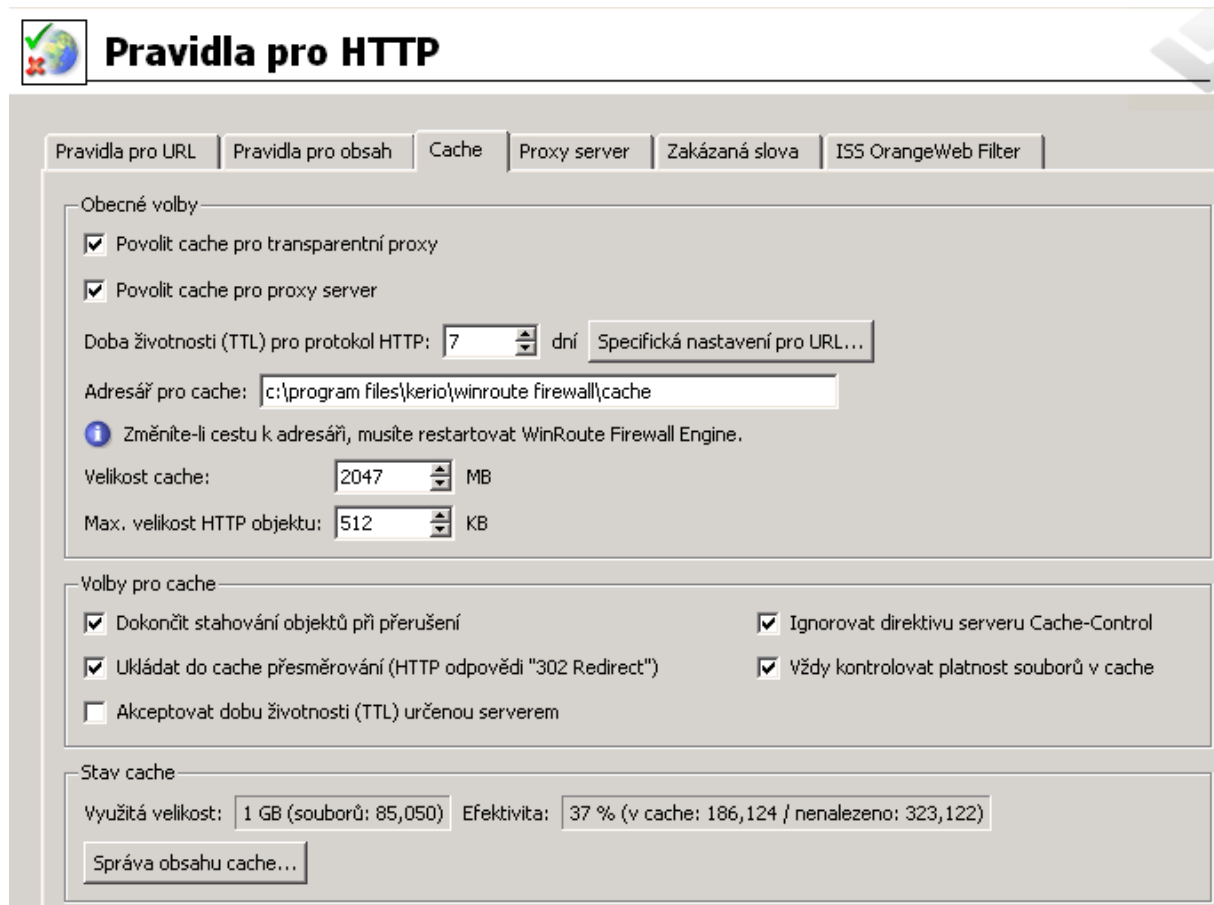 Pravidla pro HTTP
Pravidla pro URL Pravidla pro obsah Cache Proxy server Zakázaná slova ISS OrangeWeb Filter
Obecné volby
Povolit cache pro transparentní proxy
Povolit cache pro proxy server
Doba životnosti (TTL) pro protokol HTTP: 7 dní Specifická nastavení pro URL...
Adresář pro cache: c:\program files\kerio\winroute firewall\cache
Změníte-li cestu k adresáři, musíte restartovat WinRoute Firewall Engine.
Velikost cache: 2047 MB
Max. velikost HTTP objektu: 512 KB
Volby pro cache
Dokončit stahování objektů při přerušení Ignorovat direktivu serveru Cache-Control
Ukládat do cache přesměrování (HTTP odpovědi "302 Redirect") Vždy kontrolovat platnost souborů v cache
Akceptovat dobu životnosti (TTL) určenou serverem
Stav cache
Využitá velikost: 1 GB (souborů: 85,050) Efektivita: 37 % (v cache: 186,124 / nenalezeno: 323,122)
Správa obsahu cache...